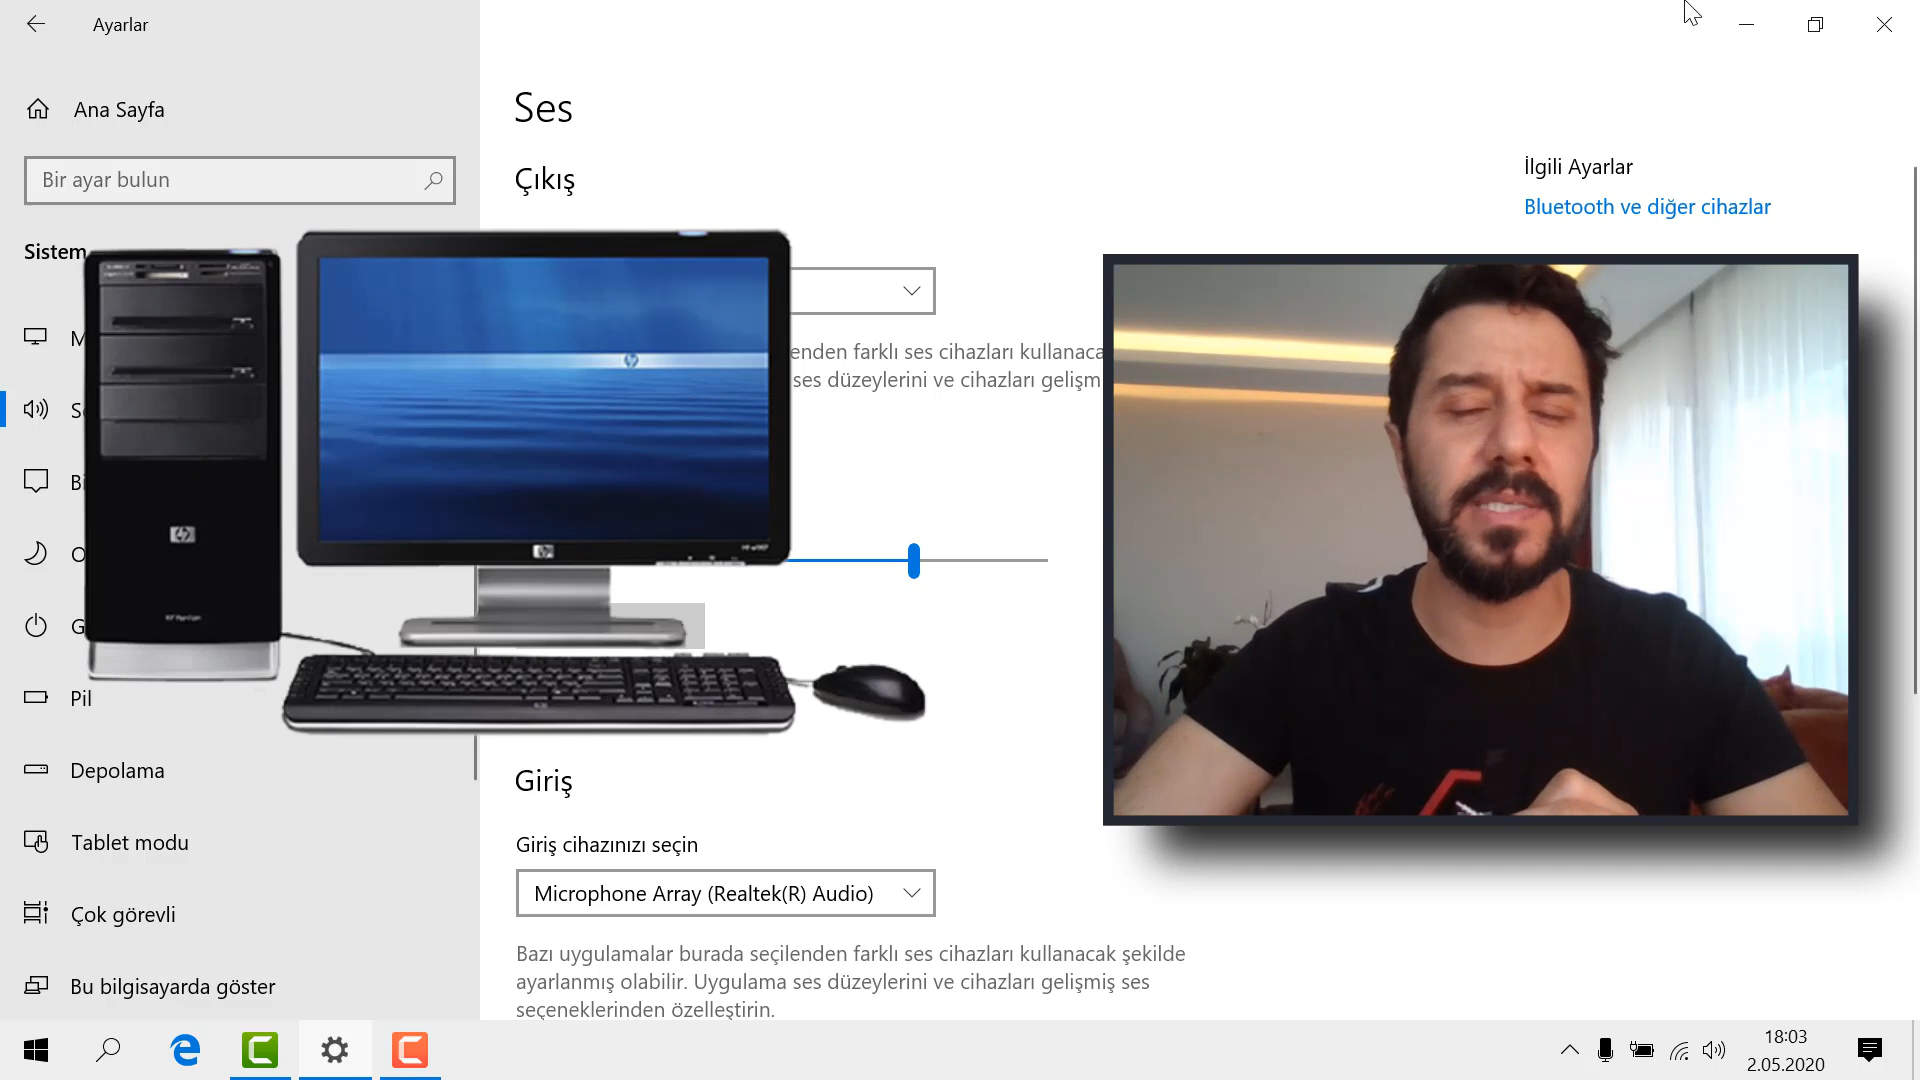 Ayarlar
Ana Sayfa
Bir ayar bulun
Sistem
M
S
Bi
O
G
Pil
Depolama
Tablet modu
Çok görevli
Bu bilgisayarda göster
Ses
Çıkış
enden farklı ses cihazları kullanaca
ses düzeylerini ve cihazları gelişm
Giriş
Giriş cihazınızı seçin
Microphone Array (Realtek(R) Audio)
Bazı uygulamalar burada seçilenden farklı ses cihazları kullanacak şekilde
ayarlanmış olabilir. Uygulama ses düzeylerini ve cihazları gelişmiş ses
seçeneklerinden özelleştirin.
İlgili Ayarlar
Bluetooth ve diğer cihazlar
hp
hp
18:03
2.05.2020